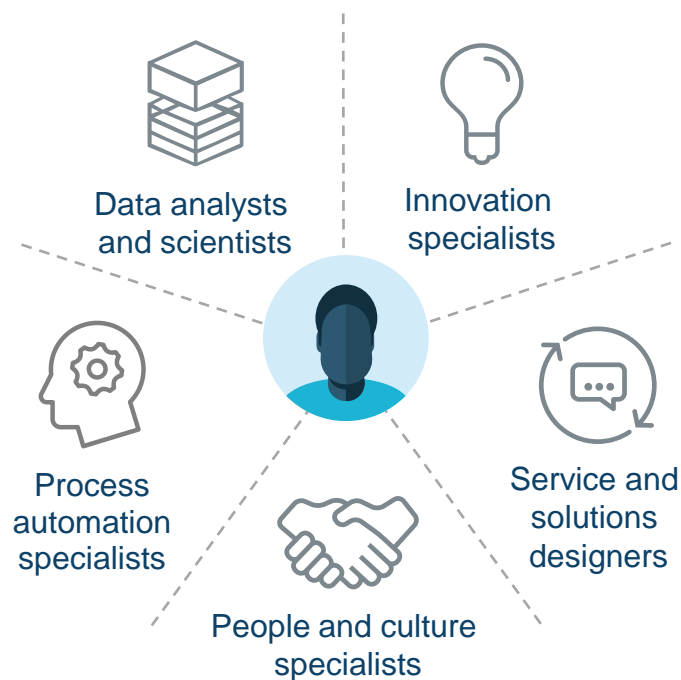 Data analysts
and scientists
Innovation
specialists
Process
automation
specialists
Service and
solutions
designers
People and culture
specialists